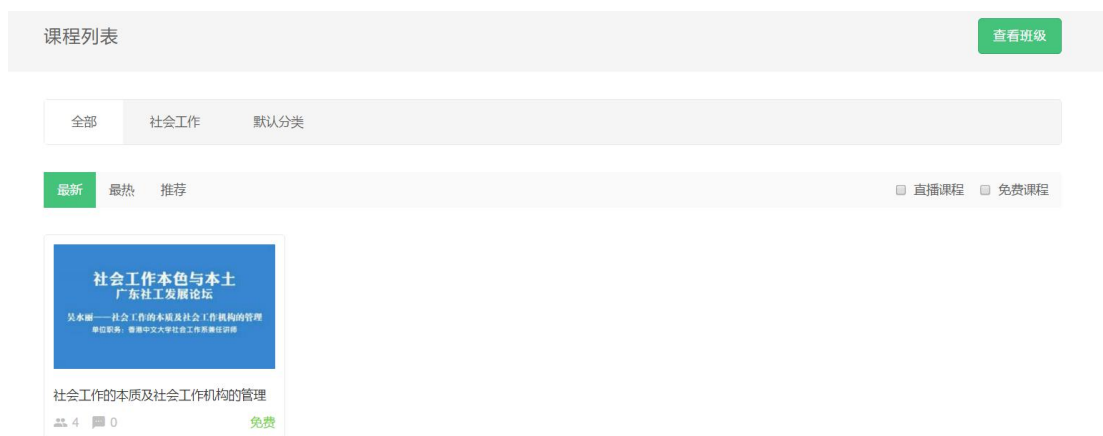 课程列表
查看班级
全部 社会工作 默认分类
最新 最热 推荐 直播课程 免费课程
社会工作本色与本土
广东社工发展论坛
吴水丽——社会工作的本质及社会工作机构的管理
单位职务：香港中文大学社会工作系兼任讲师
社会工作的本质及社会工作机构的管理
4 0 免费